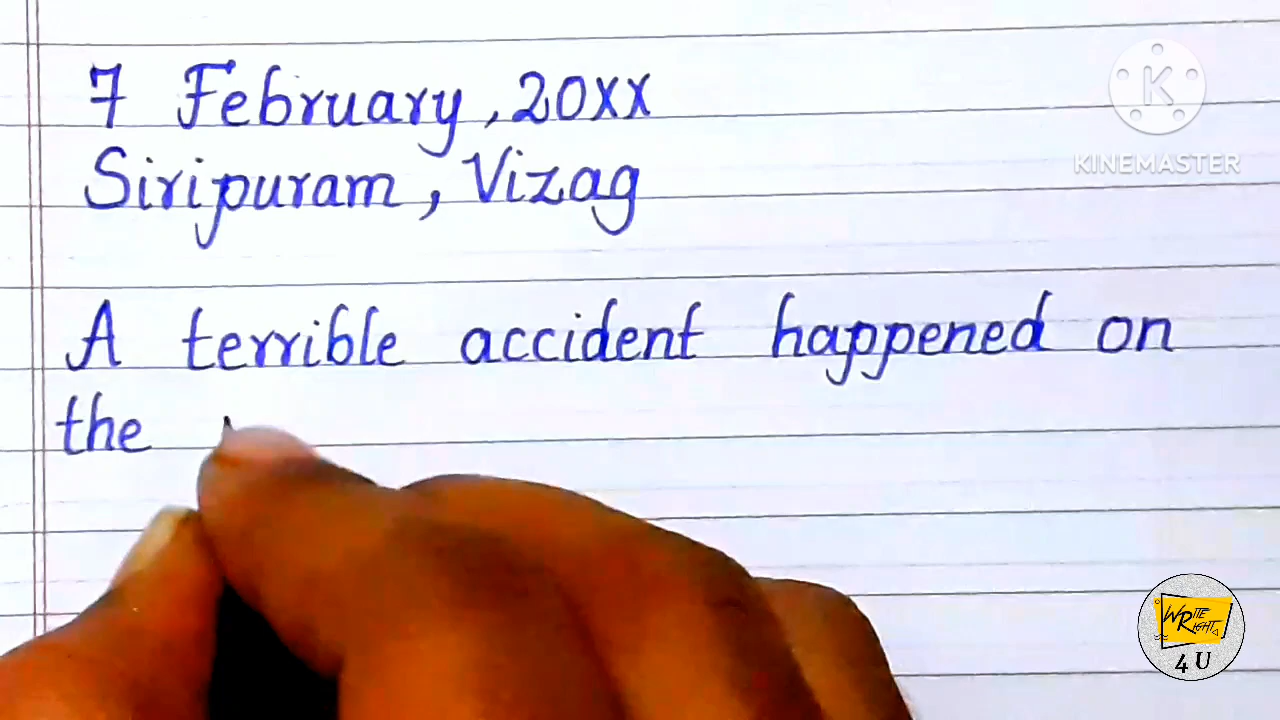 7 February, 20xx
Siripuram, Vizag
A terrible accident happened on
the
K
KINEMASTER
WRITE
RIGHT
4 U